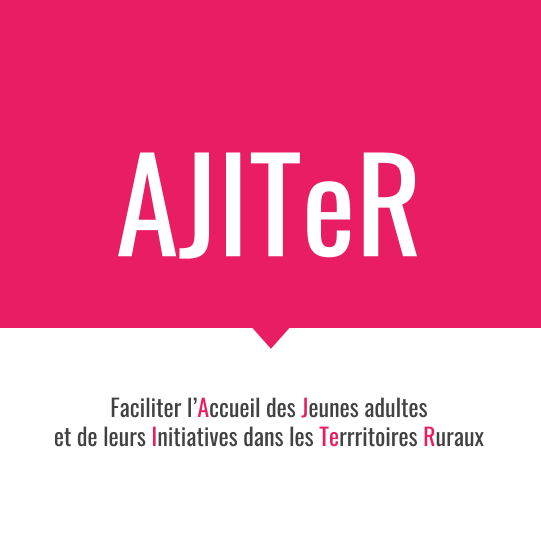 AJITeR
Faciliter l’Accueil des Jeunes adultes
et de leurs Initiatives dans les Terrritoires Ruraux